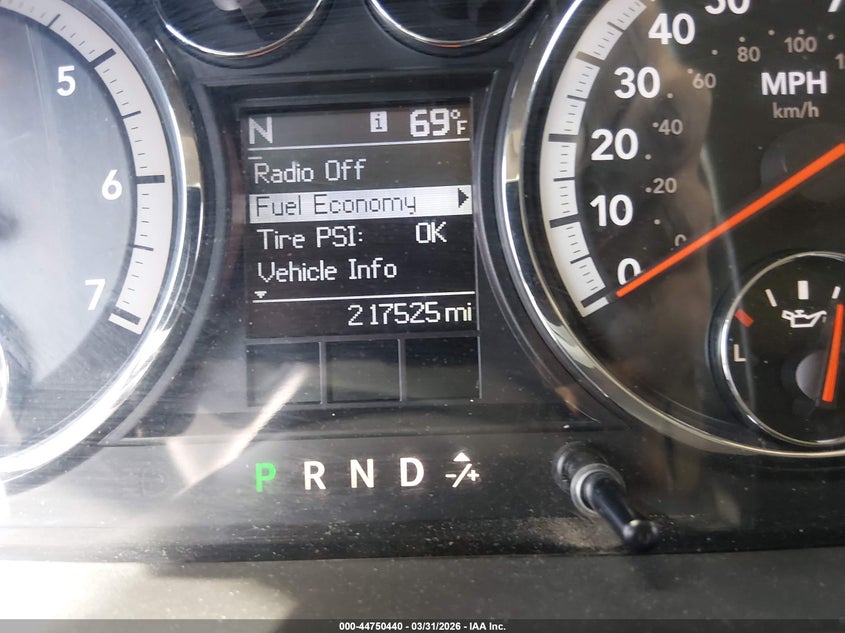 5
6
7
N i 69°F
Radio Off
Fuel Economy
Tire PSI: OK
Vehicle Info
217525 mi
P R N D -/+
40
30
20
10
0
60 80 100
40
20
0
MPH
km/h
L
000-44750440 - 03/31/2026 - IAA Inc.